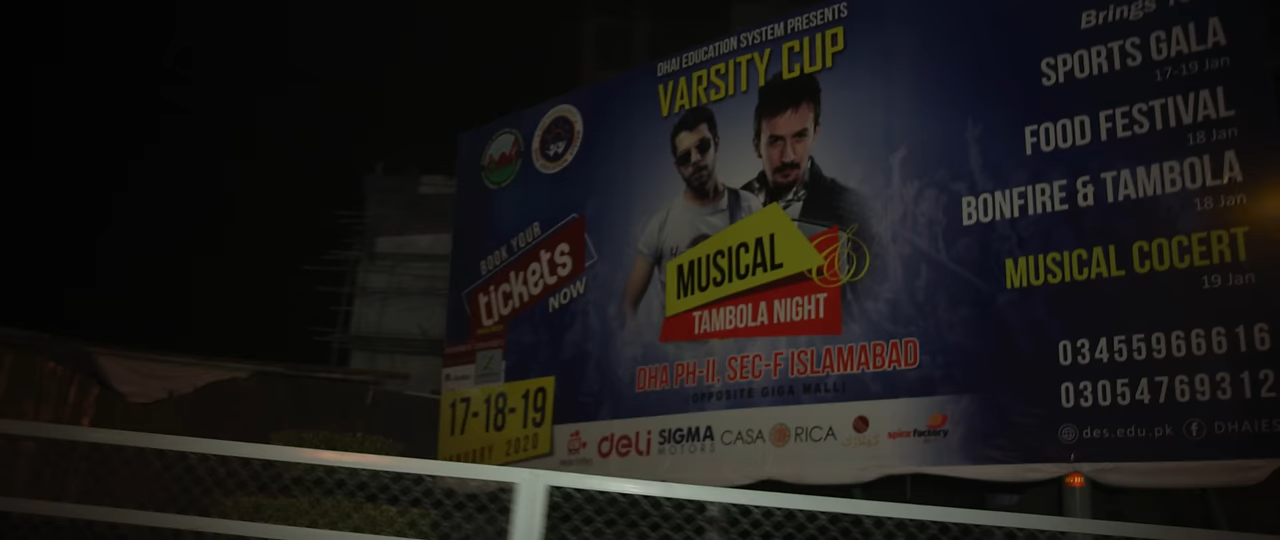 DHAI EDUCATION SYSTEM PRESENTS
VARSITY CUP
BOOK YOUR
tickets
NOW
MUSICAL
&
TAMBOLA NIGHT
DHA PH-II, SEC-F ISLAMABAD
(OPPOSITE GIGA MALL)
17-18-19
2020
deli
SIGMA
MOTORS
CASA RICA
spice factory
Brings
SPORTS GALA
17-19 Jan
FOOD FESTIVAL
18 Jan
BONFIRE & TAMBOLA
18 Jan
MUSICAL COCERT
19 Jan
03455966616
03054769312
des.edu.pk
DHAIES